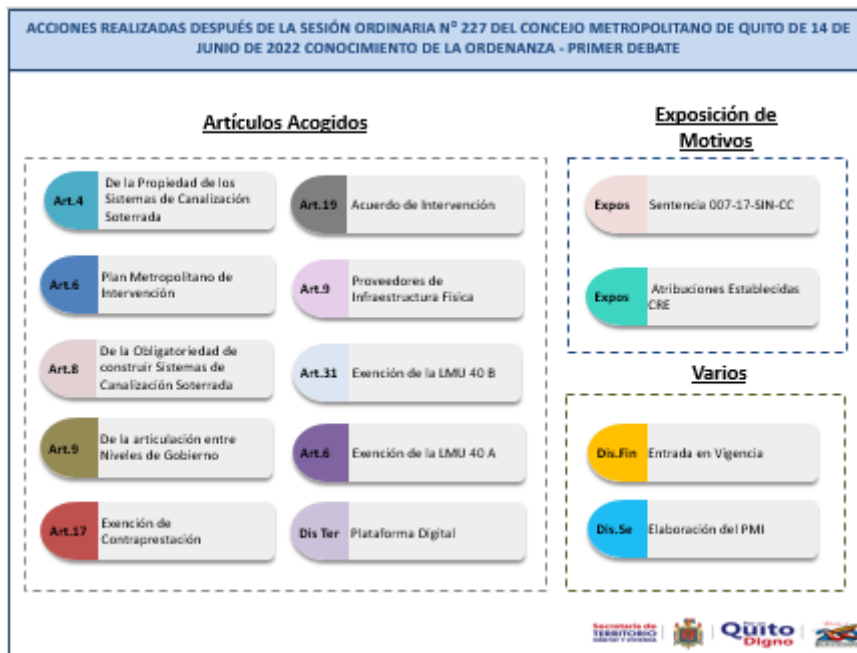 ACCIONES REALIZADAS DESPUÉS DE LA SESIÓN ORDINARIA N° 227 DEL CONCEJO METROPOLITANO DE QUITO DE 14 DE
JUNIO DE 2022 CONOCIMIENTO DE LA ORDENANZA - PRIMER DEBATE
Artículos Acogidos
Art.4
De la Propiedad de los
Sistemas de Canalización
Soterrada
Art.6
Plan Metropolitano de
Intervención
Art.8
De la Obligatoriedad de
construir Sistemas de
Canalización Soterrada
Art.9
De la articulación entre
Niveles de Gobierno
Art.17
Exención de
Contraprestación
Art.19
Acuerdo de Intervención
Art.9
Proveedores de
Infraestructura Física
Art.31
Exención de la LMU 40 B
Art.6
Exención de la LMU 40 A
Dis Ter
Plataforma Digital
Exposición de
Motivos
Expos
Sentencia 007-17-SIN-CC
Expos
Atribuciones Establecidas
CRE
Varios
Dis.Fin
Entrada en Vigencia
Dis.Se
Elaboración del PMI
Secretaría de
TERRITORIO
Quito
Digno